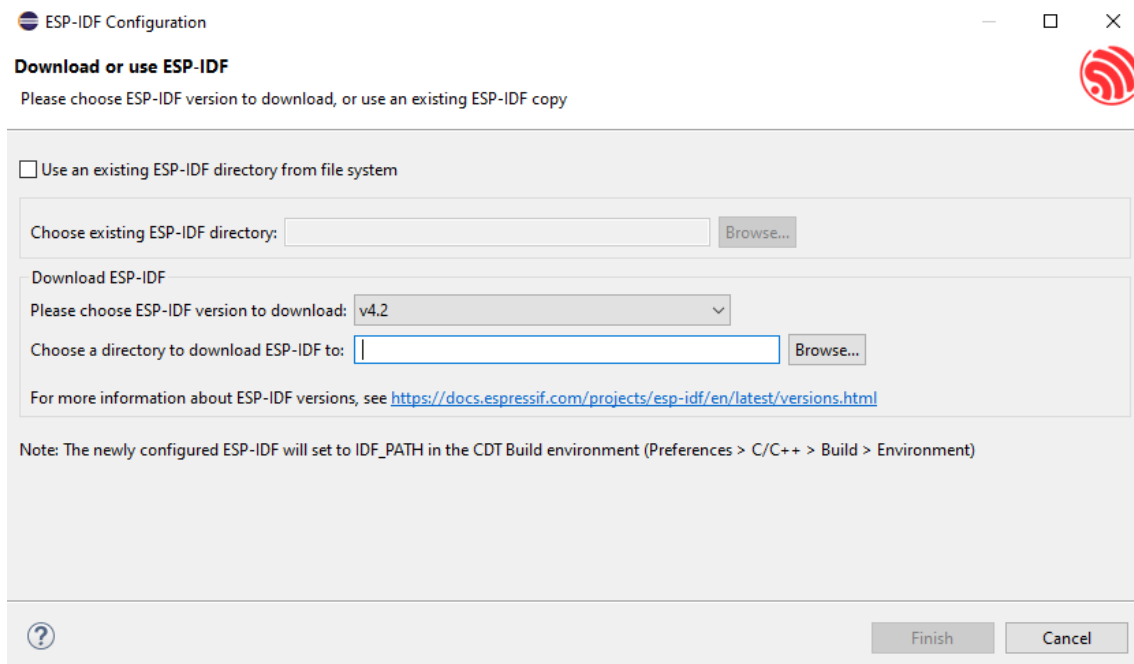 ESP-IDF Configuration
Download or use ESP-IDF
Please choose ESP-IDF version to download, or use an existing ESP-IDF copy
Use an existing ESP-IDF directory from file system
Choose existing ESP-IDF directory: Browse...
Download ESP-IDF
Please choose ESP-IDF version to download: v4.2
Choose a directory to download ESP-IDF to: Browse...
For more information about ESP-IDF versions, see https://docs.espressif.com/projects/esp-idf/en/latest/versions.html
Note: The newly configured ESP-IDF will set to IDF_PATH in the CDT Build environment (Preferences > C/C++ > Build > Environment)
? Finish Cancel